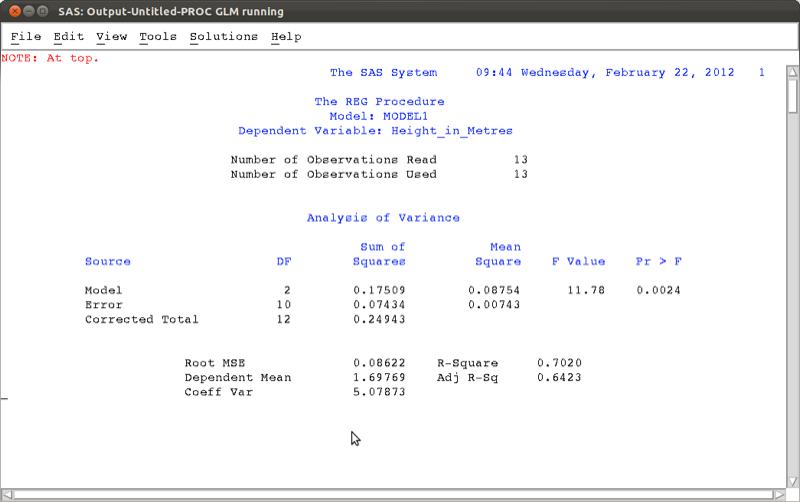 SAS: Output-Untitled-PROC GLM running
File Edit View Tools Solutions Help
NOTE: At top.
The SAS System 09:44 Wednesday, February 22, 2012 1
The REG Procedure
Model: MODEL1
Dependent Variable: Height_in_Metres
Number of Observations Read 13
Number of Observations Used 13
Analysis of Variance
Sum of Mean
Source DF Squares Square F Value Pr > F
Model 2 0.17509 0.08754 11.78 0.0024
Error 10 0.07434 0.00743
Corrected Total 12 0.24943
Root MSE 0.08622 R-Square 0.7020
Dependent Mean 1.69769 Adj R-Sq 0.6423
Coeff Var 5.07873